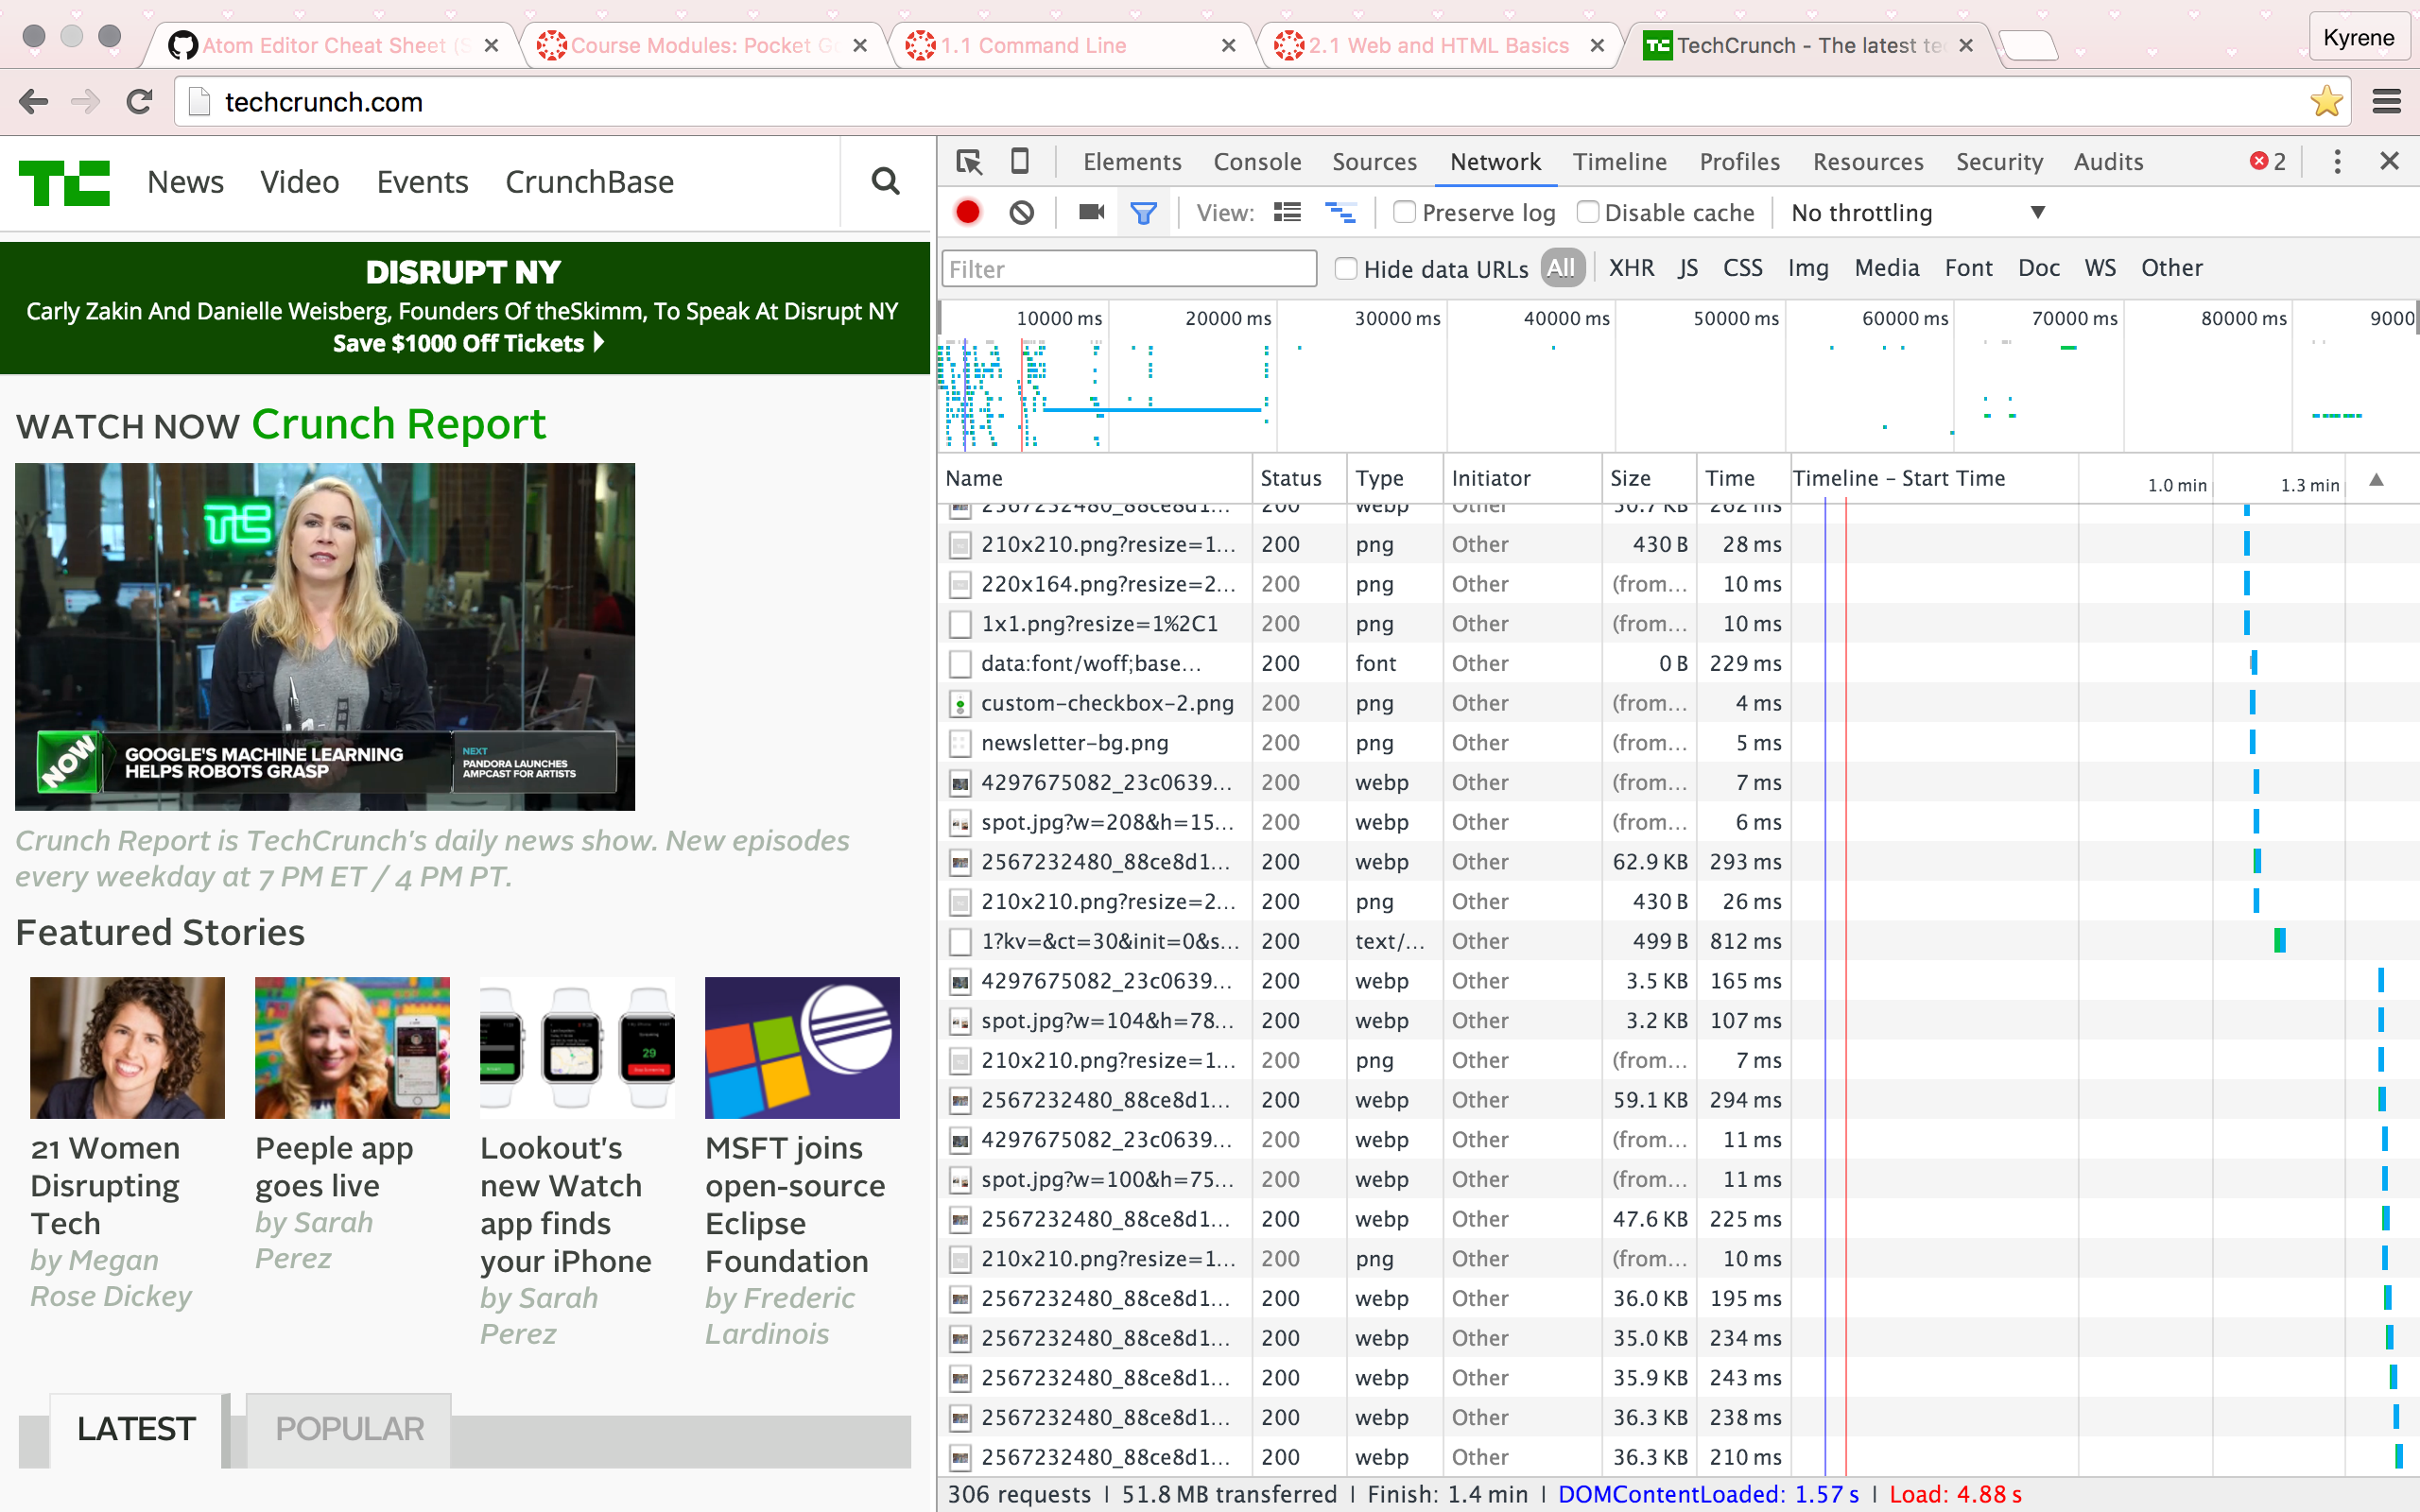 Atom Editor Cheat Sheet (S
Course Modules: Pocket G
1.1 Command Line
2.1 Web and HTML Basics
TechCrunch - The latest te
Kyrene
techcrunch.com
News Video Events CrunchBase
DISRUPT NY
Carly Zakin And Danielle Weisberg, Founders Of theSkimm, To Speak At Disrupt NY
Save $1000 Off Tickets
WATCH NOW Crunch Report
NOW
GOOGLE'S MACHINE LEARNING
HELPS ROBOTS GRASP
NEXT
PANDORA LAUNCHES
AMPCAST FOR ARTISTS
Crunch Report is TechCrunch's daily news show. New episodes
every weekday at 7 PM ET / 4 PM PT.
Featured Stories
21 Women
Disrupting
Tech
by Megan
Rose Dickey
Peeple app
goes live
by Sarah
Perez
Lookout's
new Watch
app finds
your iPhone
by Sarah
Perez
MSFT joins
open-source
Eclipse
Foundation
by Frederic
Lardinois
LATEST POPULAR
Elements Console Sources Network Timeline Profiles Resources Security Audits 2
View: Preserve log Disable cache No throttling
Filter Hide data URLs All XHR JS CSS Img Media Font Doc WS Other
10000 ms 20000 ms 30000 ms 40000 ms 50000 ms 60000 ms 70000 ms 80000 ms 9000
Name Status Type Initiator Size Time Timeline – Start Time 1.0 min 1.3 min
2567232480_88ce8d1... 200 webp Other 50.7 KB 262 ms
210x210.png?resize=1... 200 png Other 430 B 28 ms
220x164.png?resize=2... 200 png Other (from... 10 ms
1x1.png?resize=1%2C1 200 png Other (from... 10 ms
data:font/woff;base... 200 font Other 0 B 229 ms
custom-checkbox-2.png 200 png Other (from... 4 ms
newsletter-bg.png 200 png Other (from... 5 ms
4297675082_23c0639... 200 webp Other (from... 7 ms
spot.jpg?w=208&h=15... 200 webp Other (from... 6 ms
2567232480_88ce8d1... 200 webp Other 62.9 KB 293 ms
210x210.png?resize=2... 200 png Other 430 B 26 ms
1?kv=&ct=30&init=0&s... 200 text/... Other 499 B 812 ms
4297675082_23c0639... 200 webp Other 3.5 KB 165 ms
spot.jpg?w=104&h=78... 200 webp Other 3.2 KB 107 ms
210x210.png?resize=1... 200 png Other (from... 7 ms
2567232480_88ce8d1... 200 webp Other 59.1 KB 294 ms
4297675082_23c0639... 200 webp Other (from... 11 ms
spot.jpg?w=100&h=75... 200 webp Other (from... 11 ms
2567232480_88ce8d1... 200 webp Other 47.6 KB 225 ms
210x210.png?resize=1... 200 png Other (from... 10 ms
2567232480_88ce8d1... 200 webp Other 36.0 KB 195 ms
2567232480_88ce8d1... 200 webp Other 35.0 KB 234 ms
2567232480_88ce8d1... 200 webp Other 35.9 KB 243 ms
2567232480_88ce8d1... 200 webp Other 36.3 KB 238 ms
2567232480_88ce8d1... 200 webp Other 36.3 KB 210 ms
306 requests | 51.8 MB transferred | Finish: 1.4 min | DOMContentLoaded: 1.57 s | Load: 4.88 s